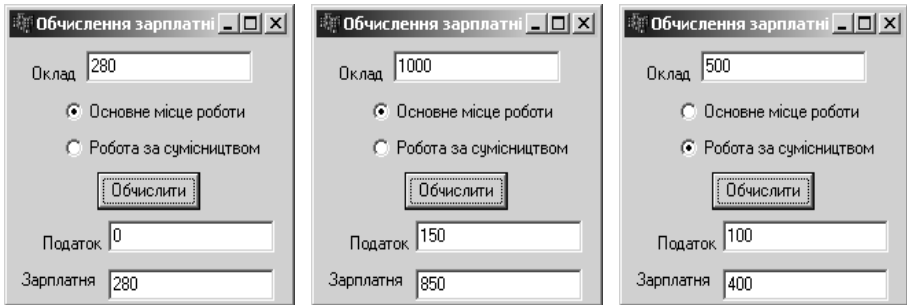 Обчислення зарплатні
Оклад 280
Основне місце роботи
Робота за сумісництвом
Обчислити
Податок 0
Зарплатня 280
Обчислення зарплатні
Оклад 1000
Основне місце роботи
Робота за сумісництвом
Обчислити
Податок 150
Зарплатня 850
Обчислення зарплатні
Оклад 500
Основне місце роботи
Робота за сумісництвом
Обчислити
Податок 100
Зарплатня 400